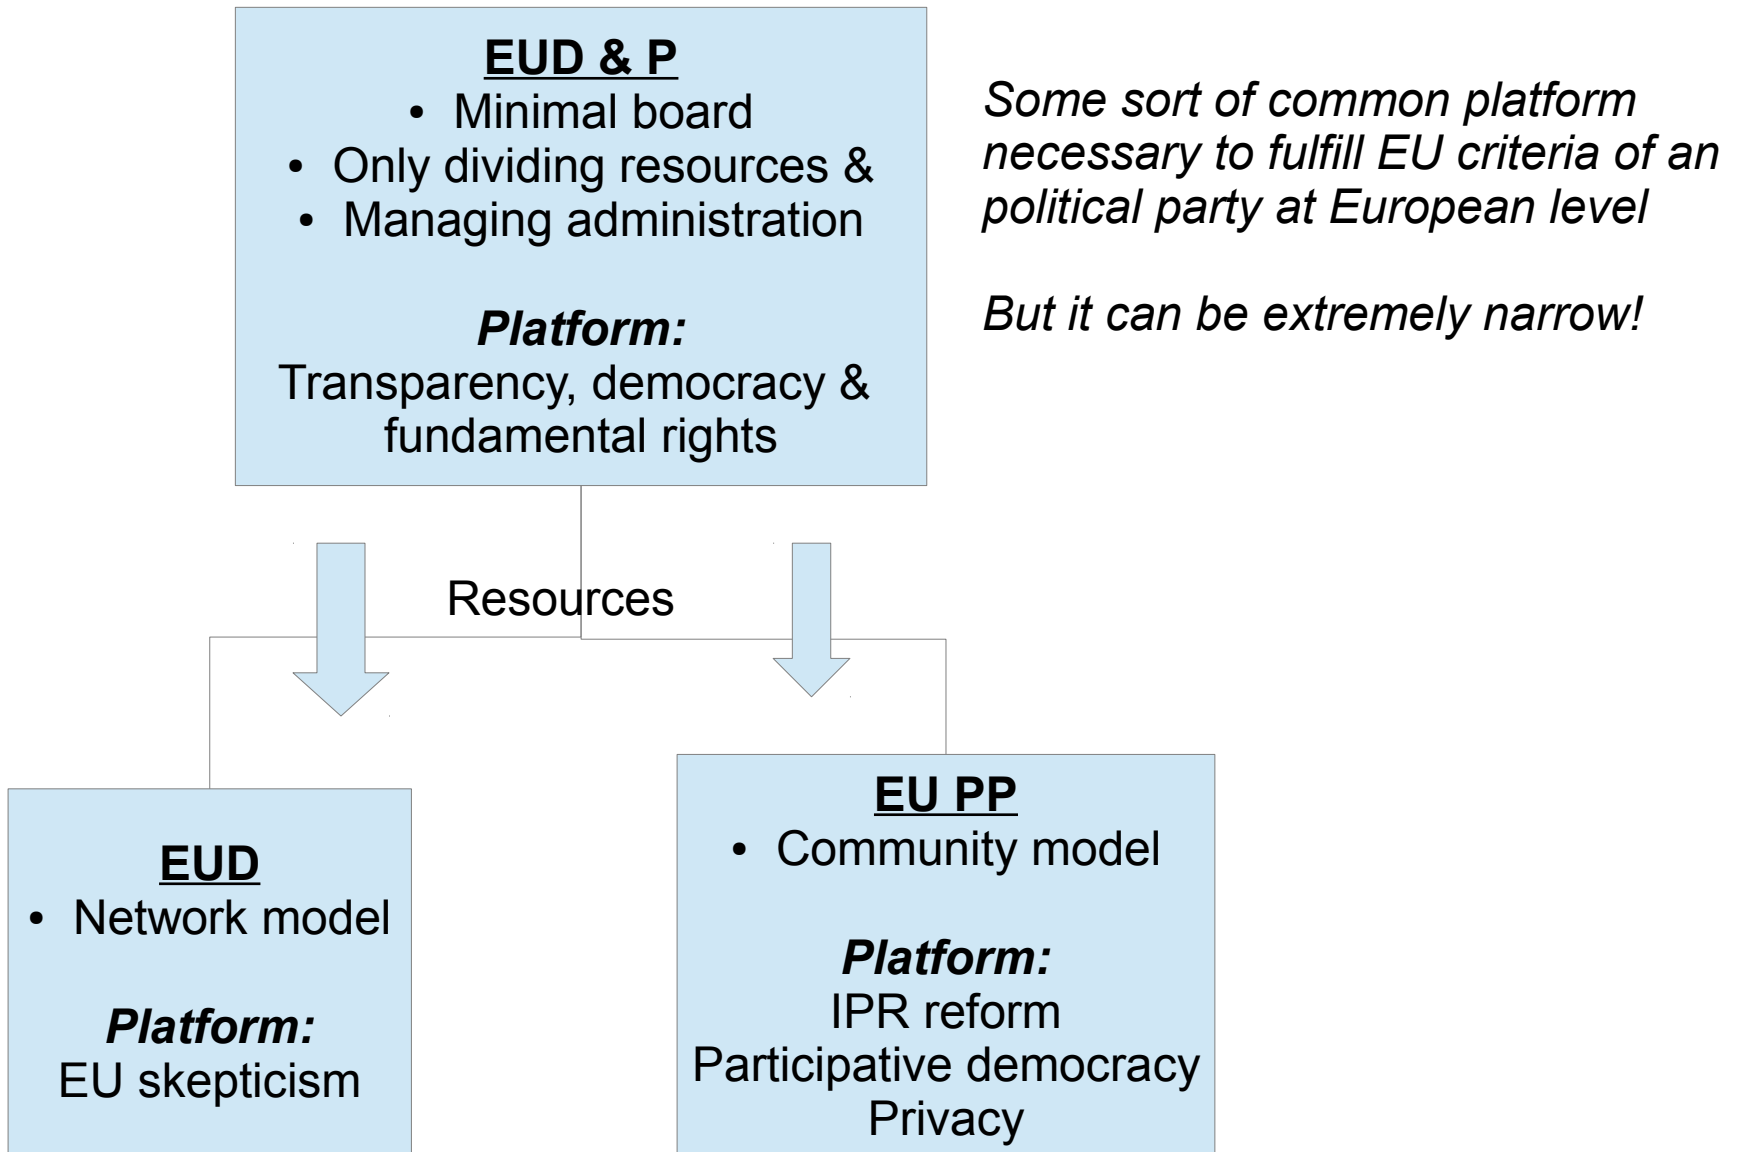 EUD & P
• Minimal board
• Only dividing resources &
• Managing administration
Platform:
Transparency, democracy &
fundamental rights
Some sort of common platform
necessary to fulfill EU criteria of an
political party at European level
But it can be extremely narrow!
Resources
EUD
• Network model
Platform:
EU skepticism
EU PP
• Community model
Platform:
IPR reform
Participative democracy
Privacy